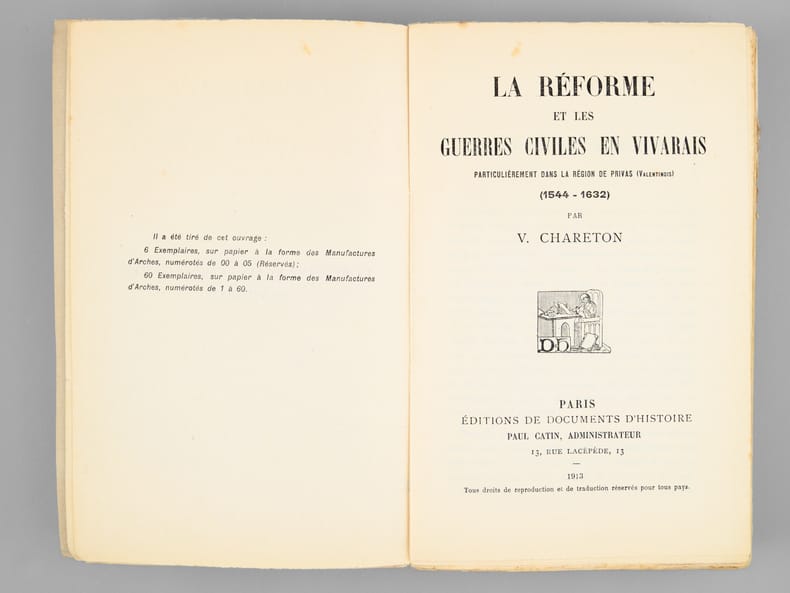 Il a été tiré de cet ouvrage :
6 Exemplaires, sur papier à la forme des Manufactures
d'Arches, numérotés de 00 à 05 (Réservés) ;
60 Exemplaires, sur papier à la forme des Manufactures
d'Arches, numérotés de 1 à 60.
LA RÉFORME
ET LES
GUERRES CIVILES EN VIVARAIS
PARTICULIÈREMENT DANS LA RÉGION DE PRIVAS (VALENTINOIS)
(1544 - 1632)
PAR
V. CHARETON
D·H
PARIS
ÉDITIONS DE DOCUMENTS D'HISTOIRE
PAUL CATIN, ADMINISTRATEUR
13, RUE LACÉPÈDE, 13
1913
Tous droits de reproduction et de traduction réservés pour tous pays.